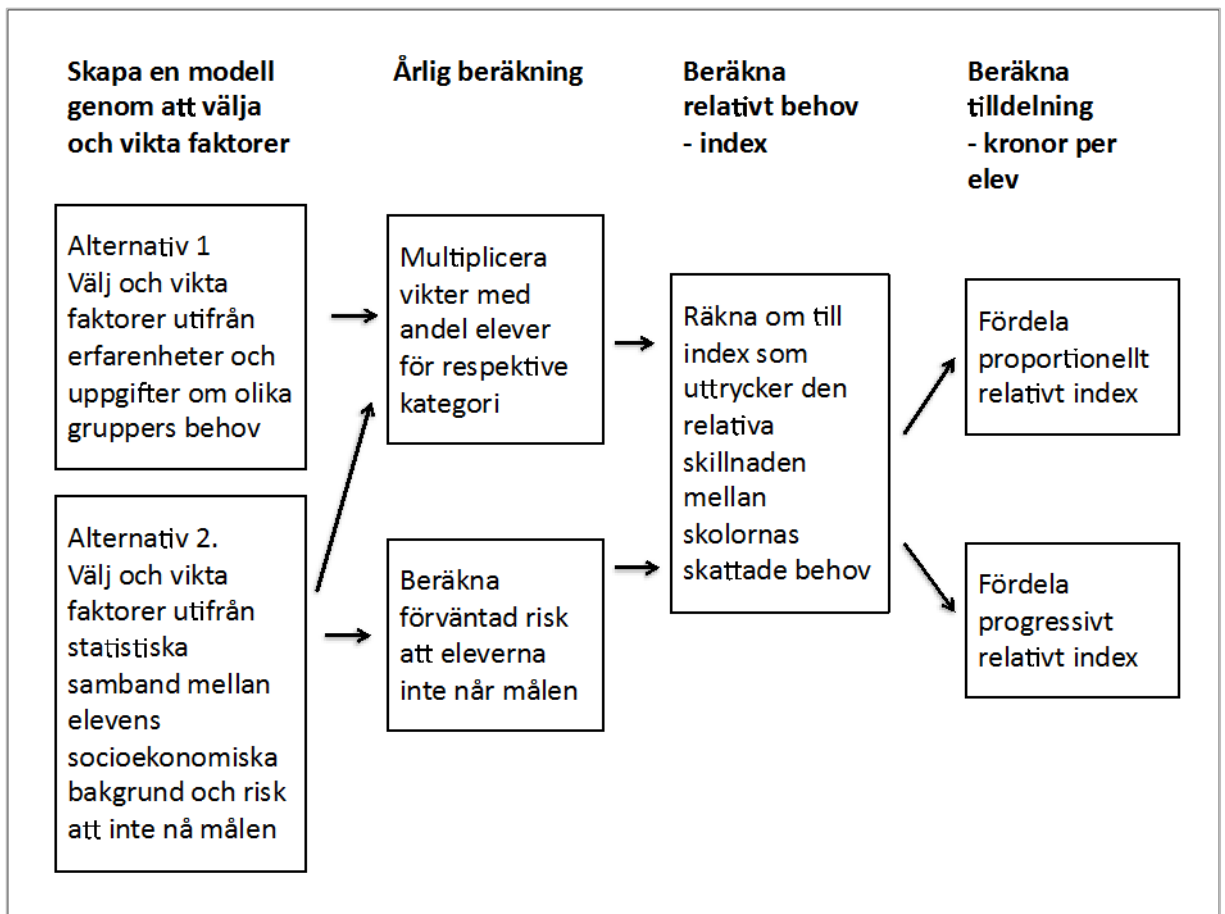 Skapa en modell
genom att välja
och vikta faktorer
Årlig beräkning
Beräkna
relativt behov
- index
Beräkna
tilldelning
- kronor per
elev
Alternativ 1
Välj och vikta
faktorer utifrån
erfarenheter och
uppgifter om olika
gruppers behov
Alternativ 2.
Välj och vikta
faktorer utifrån
statistiska
samband mellan
elevens
socioekonomiska
bakgrund och risk
att inte nå målen
Multiplicera
vikter med
andel elever
för respektive
kategori
Beräkna
förväntad risk
att eleverna
inte når målen
Räkna om till
index som
uttrycker den
relativa
skillnaden
mellan
skolornas
skattade behov
Fördela
proportionellt
relativt index
Fördela
progressivt
relativt index